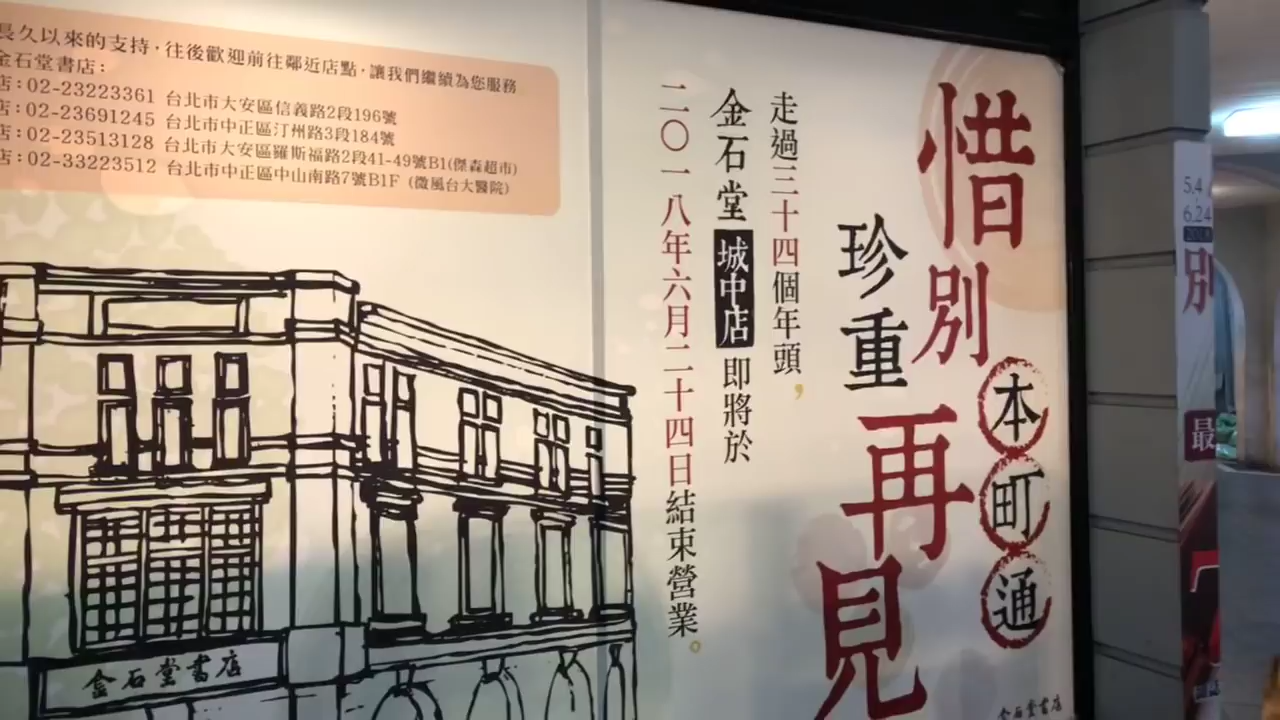 惜別
本町通
珍重
再見
走過三十四個年頭，
金石堂城中店即將於
二〇一八年六月二十四日結束營業。
長久以來的支持，往後歡迎前往鄰近店點，讓我們繼續為您服務
金石堂書店：
店：02-23223361 台北市大安區信義路2段196號
店：02-23691245 台北市中正區汀州路3段184號
店：02-23513128 台北市大安區羅斯福路2段41-49號B1(傑森超市)
店：02-33223512 台北市中正區中山南路7號B1F (微風台大醫院)
金石堂書店
金石堂書店
5.4
6.24
別
最